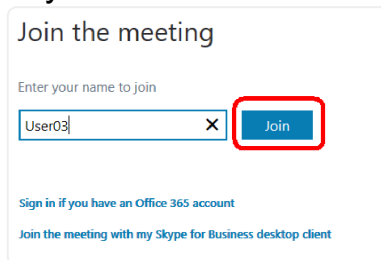 Join the meeting
Enter your name to join
User03
Join
Sign in if you have an Office 365 account
Join the meeting with my Skype for Business desktop client